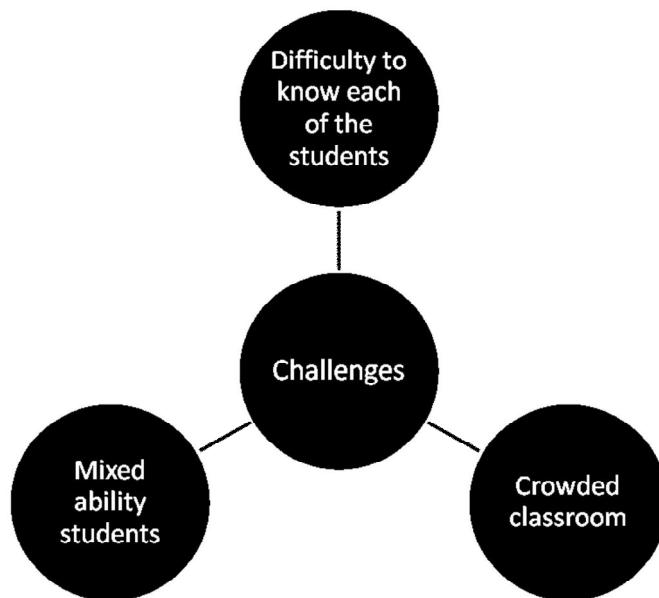 Difficulty to
know each
of the
students
Challenges
Mixed
ability
students
Crowded
classroom